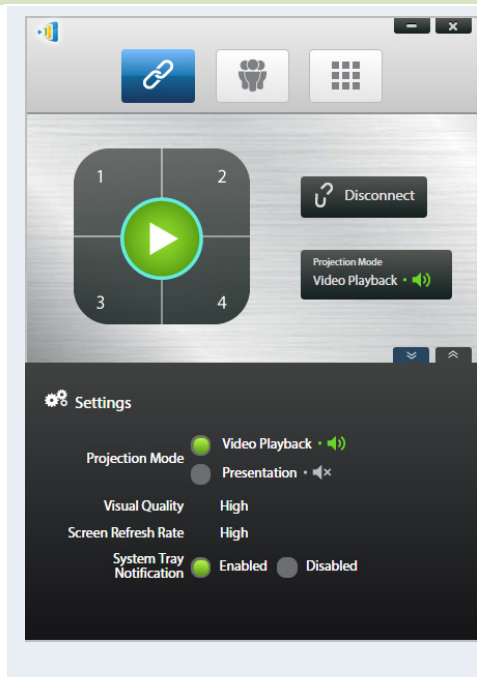 1
2
3
4
Disconnect
Projection Mode
Video Playback
Settings
Projection Mode
Video Playback
Presentation
Visual Quality High
Screen Refresh Rate High
System Tray
Notification
Enabled Disabled